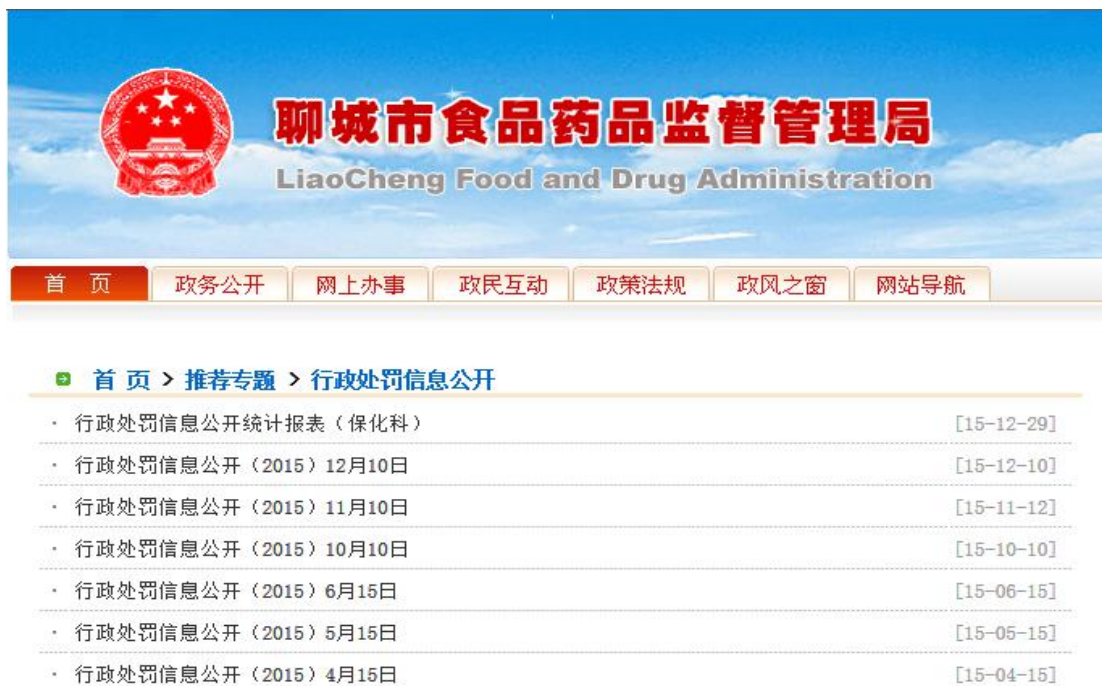 聊城市食品药品监督管理局
LiaoCheng Food and Drug Administration
首 页 政务公开 网上办事 政民互动 政策法规 政风之窗 网站导航
首 页 > 推荐专题 > 行政处罚信息公开
· 行政处罚信息公开统计报表（保化科） [15-12-29]
· 行政处罚信息公开（2015）12月10日 [15-12-10]
· 行政处罚信息公开（2015）11月10日 [15-11-12]
· 行政处罚信息公开（2015）10月10日 [15-10-10]
· 行政处罚信息公开（2015）6月15日 [15-06-15]
· 行政处罚信息公开（2015）5月15日 [15-05-15]
· 行政处罚信息公开（2015）4月15日 [15-04-15]